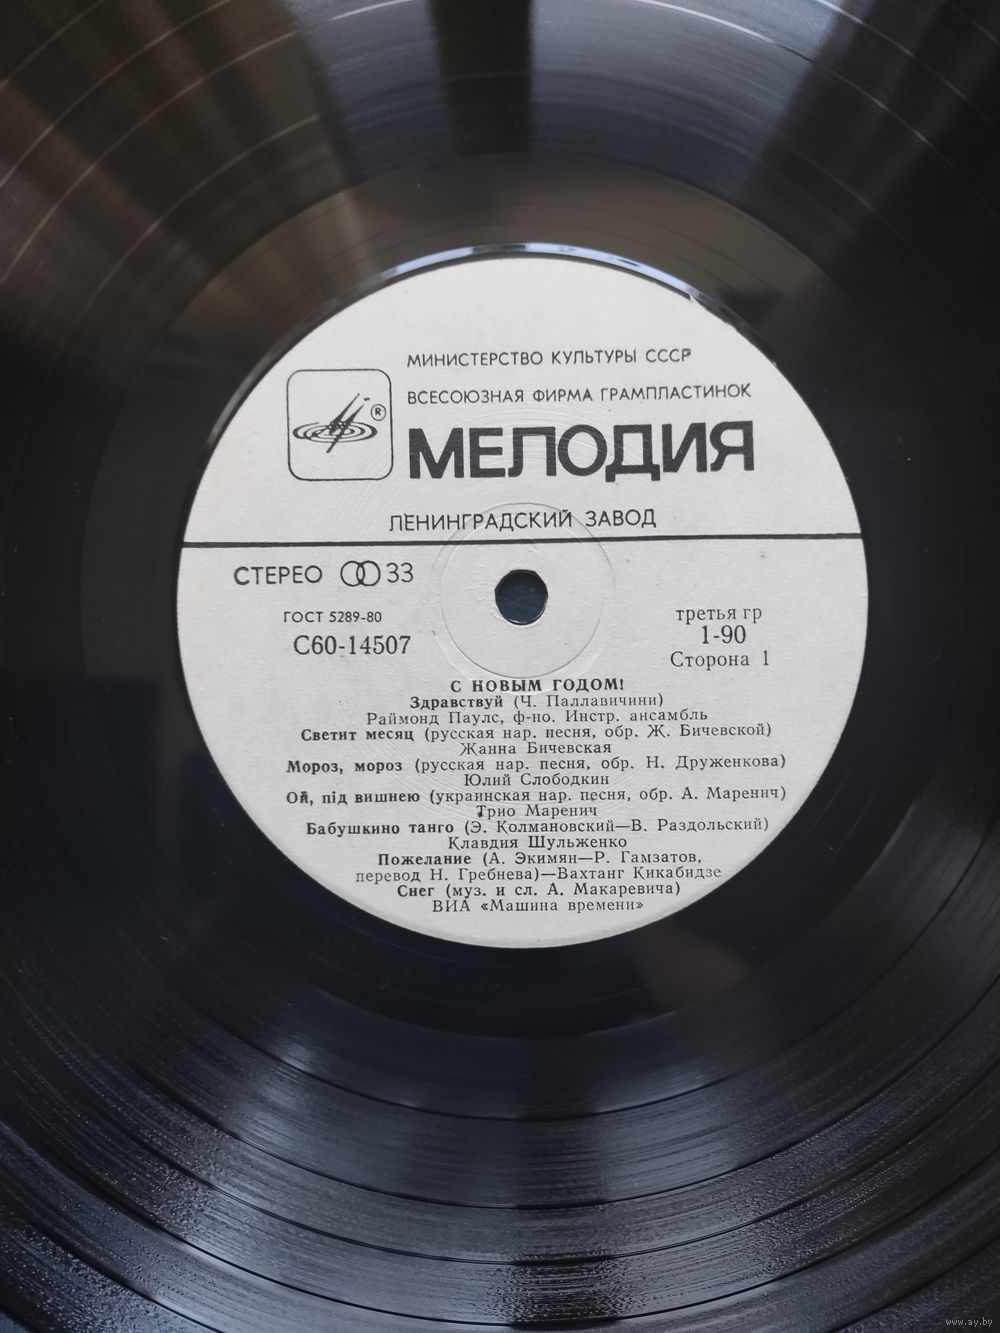 МИНИСТЕРСТВО КУЛЬТУРЫ СССР
ВСЕСОЮЗНАЯ ФИРМА ГРАМПЛАСТИНОК
®
МЕЛОДИЯ
ЛЕНИНГРАДСКИЙ ЗАВОД
СТЕРЕО 33
ГОСТ 5289-80
С60-14507
третья гр
1-90
Сторона 1
С НОВЫМ ГОДОМ!
Здравствуй (Ч. Паллавичини)
Раймонд Паулс, ф-но. Инстр. ансамбль
Светит месяц (русская нар. песня, обр. Ж. Бичевской)
Жанна Бичевская
Мороз, мороз (русская нар. песня, обр. Н. Друженкова)
Юлий Слободкин
Ой, під вишнею (украинская нар. песня, обр. А. Маренич)
Трио Маренич
Бабушкино танго (Э. Колмановский—В. Раздольский)
Клавдия Шульженко
Пожелание (А. Экимян—Р. Гамзатов,
перевод Н. Гребнева)—Вахтанг Кикабидзе
Снег (муз. и сл. А. Макаревича)
ВИА «Машина времени»
www.ay.by